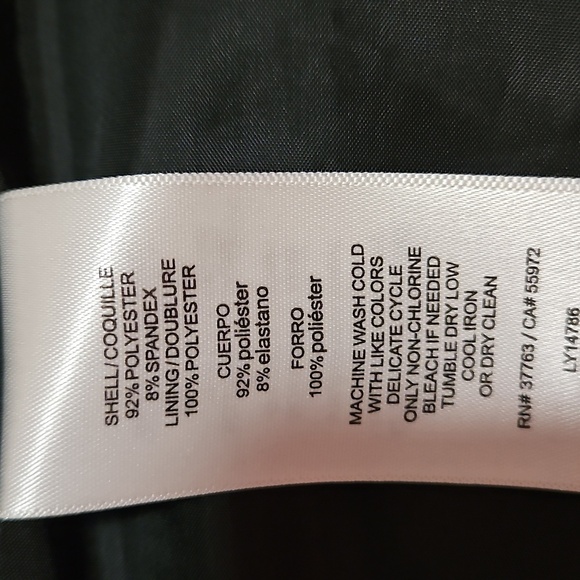 SHELL/COQUILLE
92% POLYESTER
8% SPANDEX
LINING/DOUBLURE
100% POLYESTER
CUERPO
92% poliéster
8% elastano
FORRO
100% poliéster
MACHINE WASH COLD
WITH LIKE COLORS
DELICATE CYCLE
ONLY NON-CHLORINE
BLEACH IF NEEDED
TUMBLE DRY LOW
COOL IRON
OR DRY CLEAN
RN# 37763 / CA# 55972
LY14786